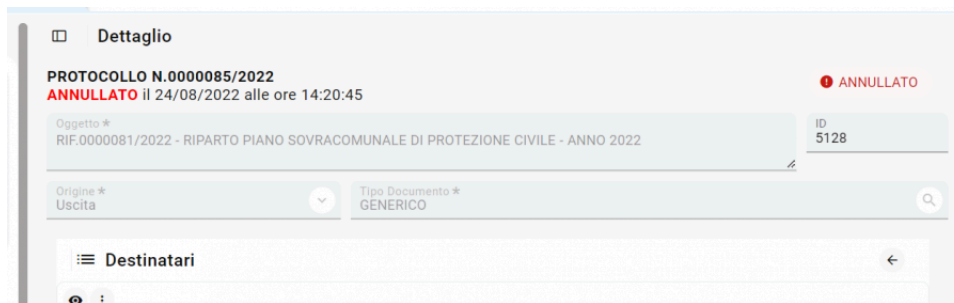 Dettaglio
PROTOCOLLO N.0000085/2022
ANNULLATO il 24/08/2022 alle ore 14:20:45
ANNULLATO
Oggetto *
RIF.0000081/2022 - RIPARTO PIANO SOVRACOMUNALE DI PROTEZIONE CIVILE - ANNO 2022
ID
5128
Origine *
Uscita
Tipo Documento *
GENERICO
Destinatari